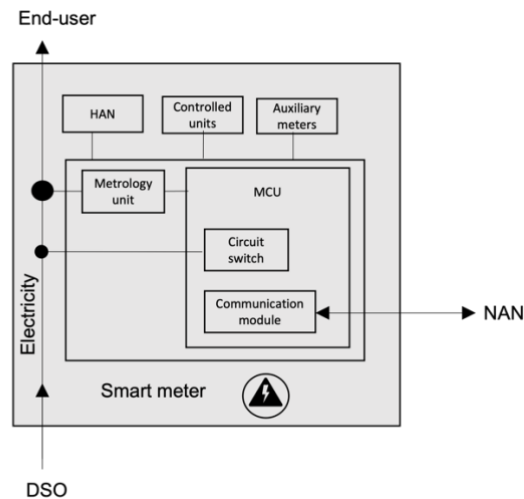 End-user
HAN
Controlled
units
Auxiliary
meters
Metrology
unit
MCU
Circuit
switch
Communication
module
NAN
Electricity
Smart meter
DSO